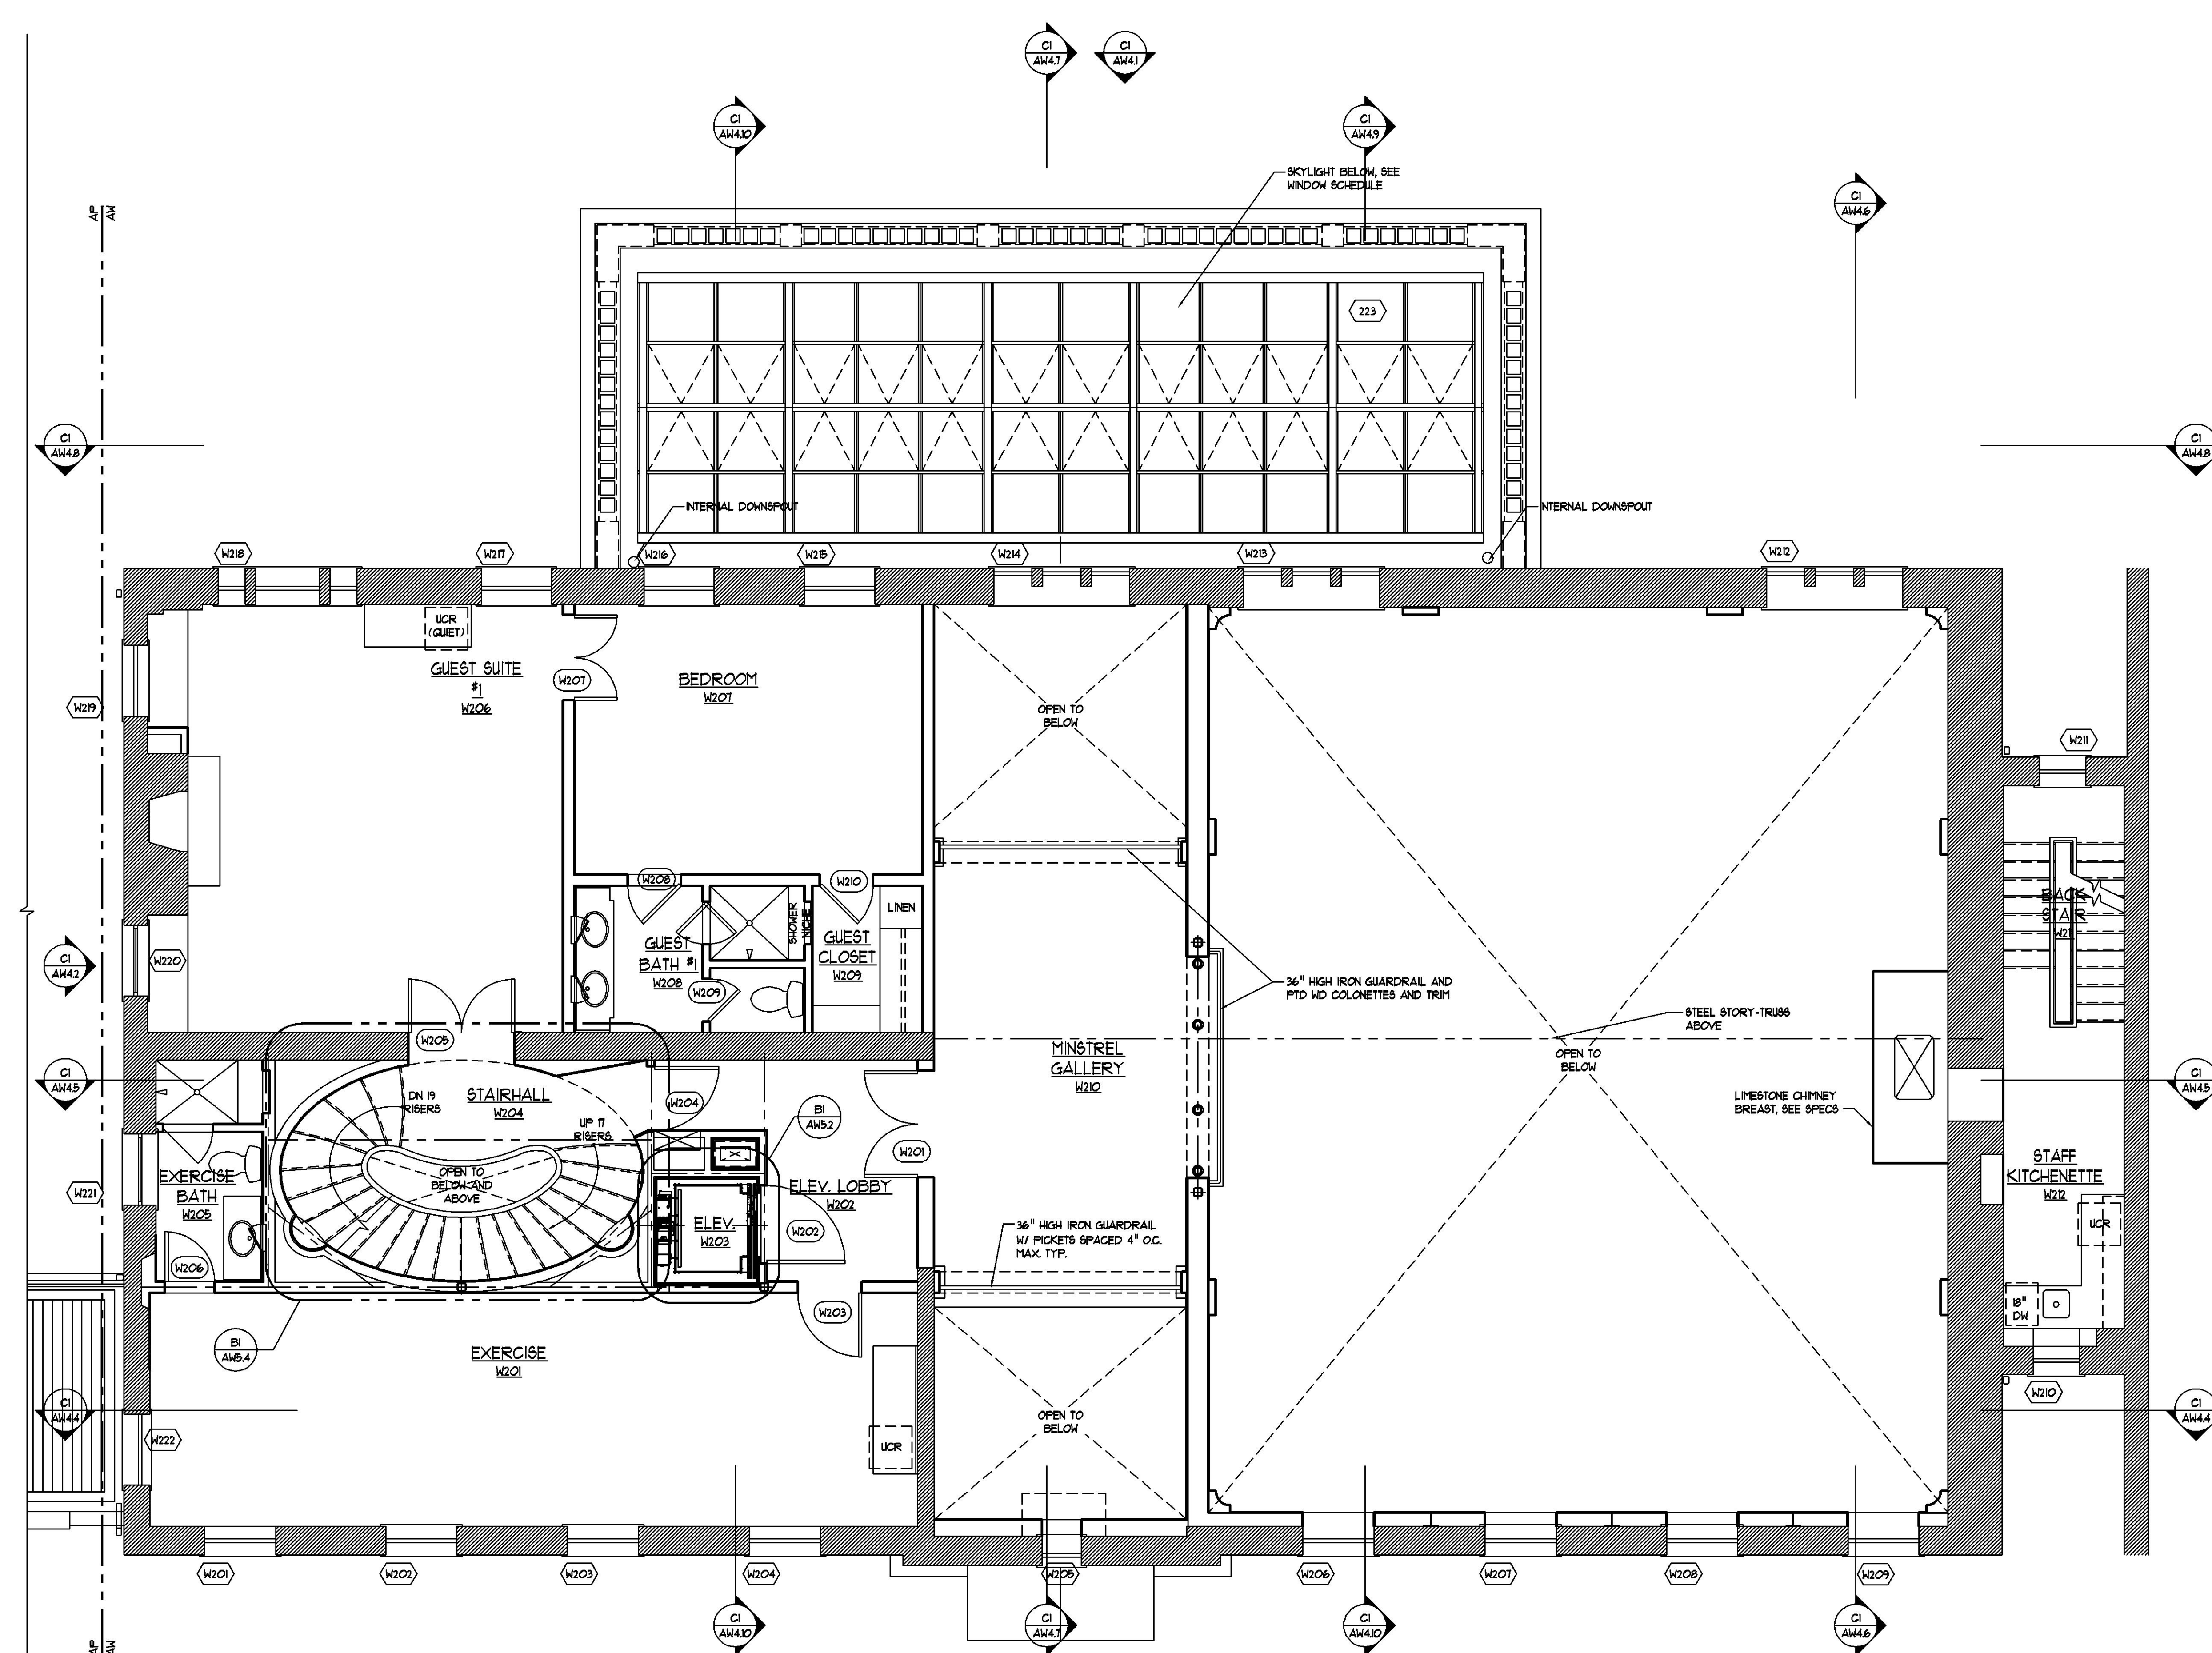 C1
AW4.7
C1
AW4.1
C1
AW4.10
C1
AW4.9
SKYLIGHT BELOW, SEE
WINDOW SCHEDULE
C1
AW4.6
AP
AW
223
C1
AW4.8
C1
AW4.8
INTERNAL DOWNSPOUT
NTERNAL DOWNSPOUT
W218
W217
W216
W215
W214
W213
W212
UCR
(QUIET)
GUEST SUITE
#1
W206
W207
BEDROOM
W207
OPEN TO
BELOW
W219
W211
W208
W210
LINEN
SHOWER
NICHE
BACK
STAIR
W211
GUEST
BATH #1
W208
GUEST
CLOSET
W209
W209
W220
C1
AW4.2
36" HIGH IRON GUARDRAIL AND
PTD WD COLONETTES AND TRIM
STEEL STORY-TRUSS
ABOVE
OPEN TO
BELOW
W205
MINSTREL
GALLERY
W210
C1
AW4.5
C1
AW4.5
DN 19
RISERS
STAIRHALL
W204
W204
UP 17
RISERS
B1
AW5.2
LIMESTONE CHIMNEY
BREAST, SEE SPECS
W201
OPEN TO
BELOW AND
ABOVE
EXERCISE
BATH
W205
W221
ELEV. LOBBY
W202
STAFF
KITCHENETTE
W212
ELEV.
W203
W202
36" HIGH IRON GUARDRAIL
W/ PICKETS SPACED 4" O.C.
MAX. TYP.
UCR
W206
W203
18"
DW
B1
AW5.4
EXERCISE
W201
W210
C1
AW4.4
C1
AW4.4
OPEN TO
BELOW
W222
UCR
W201
W202
W203
W204
W205
W206
W207
W208
W209
C1
AW4.10
C1
AW4.7
C1
AW4.10
C1
AW4.6
AP
AW